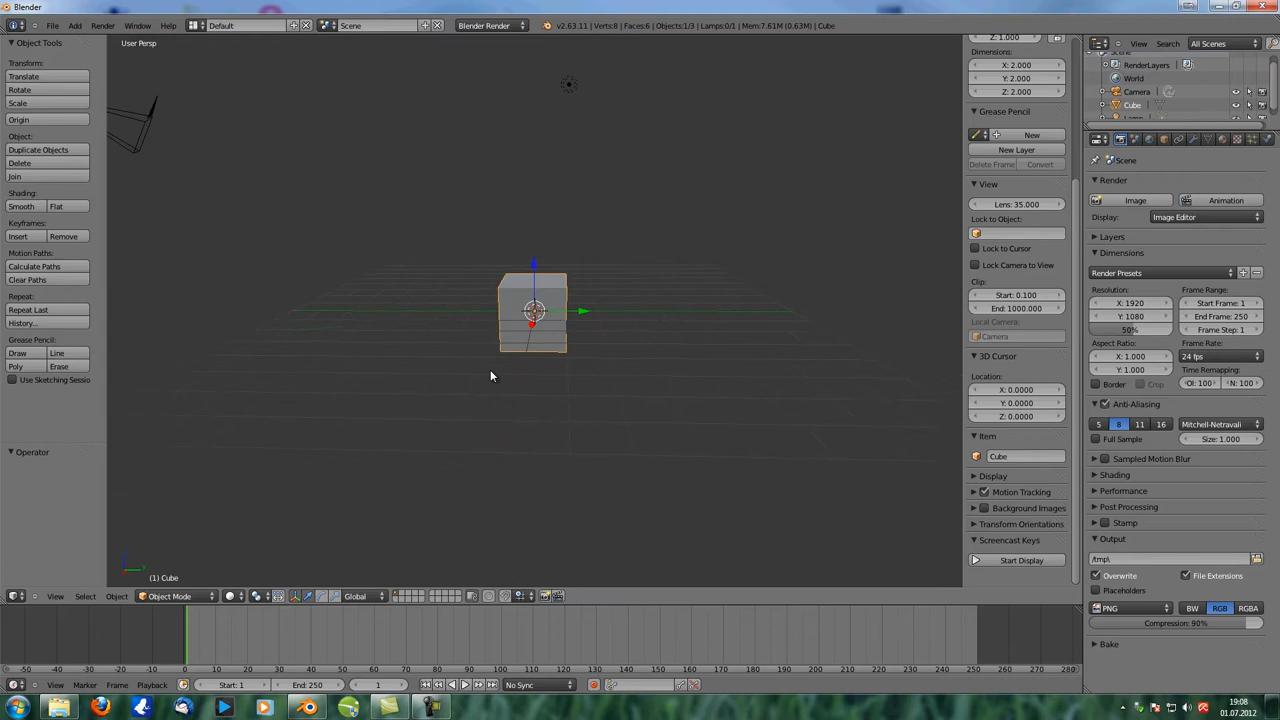 Blender
File Add Render Window Help Default Scene Blender Render v2.63.11 | Verts:8 | Faces:6 | Objects:1/3 | Lamps:0/1 | Mem:7.61M (0.63M) | Cube
Object Tools
Transform:
Translate
Rotate
Scale
Origin
Object:
Duplicate Objects
Delete
Join
Shading:
Smooth Flat
Keyframes:
Insert Remove
Motion Paths:
Calculate Paths
Clear Paths
Repeat:
Repeat Last
History...
Grease Pencil:
Draw Line
Poly Erase
Use Sketching Sessio
Operator
User Persp
(1) Cube
Z: 1.000
Dimensions:
X: 2.000
Y: 2.000
Z: 2.000
Grease Pencil
New
New Layer
Delete Frame Convert
View
Lens: 35.000
Lock to Object:
Lock to Cursor
Lock Camera to View
Clip:
Start: 0.100
End: 1000.000
Local Camera:
Camera
3D Cursor
Location:
X: 0.0000
Y: 0.0000
Z: 0.0000
Item
Cube
Display
Motion Tracking
Background Images
Transform Orientations
Screencast Keys
Start Display
View Search All Scenes
RenderLayers
World
Camera
Cube
Scene
Render
Image Animation
Display: Image Editor
Layers
Dimensions
Render Presets
Resolution: Frame Range:
X: 1920 Start Frame: 1
Y: 1080 End Frame: 250
50% Frame Step: 1
Aspect Ratio: Frame Rate:
X: 1.000 24 fps
Y: 1.000 Time Remapping:
Border Crop Ol: 100 N: 100
Anti-Aliasing
5 8 11 16 Mitchell-Netravali
Full Sample Size: 1.000
Sampled Motion Blur
Shading
Performance
Post Processing
Stamp
Output
/tmp\
Overwrite File Extensions
Placeholders
PNG BW RGB RGBA
Compression: 90%
Bake
View Select Object Object Mode Global
-50 -40 -30 -20 -10 0 10 20 30 40 50 60 70 80 90 100 110 120 130 140 150 160 170 180 190 200 210 220 230 240 250 260 270 280
View Marker Frame Playback Start: 1 End: 250 1 No Sync
19:08
01.07.2012